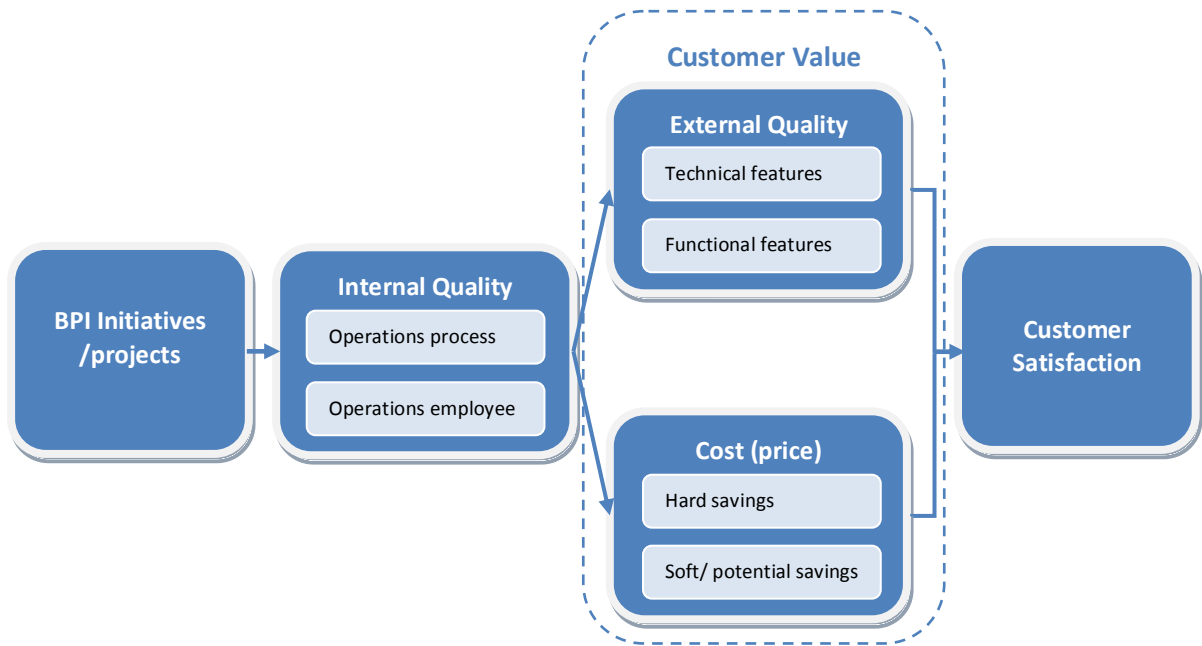 Customer Value
External Quality
Technical features
Functional features
BPI Initiatives
/projects
Internal Quality
Operations process
Operations employee
Customer
Satisfaction
Cost (price)
Hard savings
Soft/ potential savings